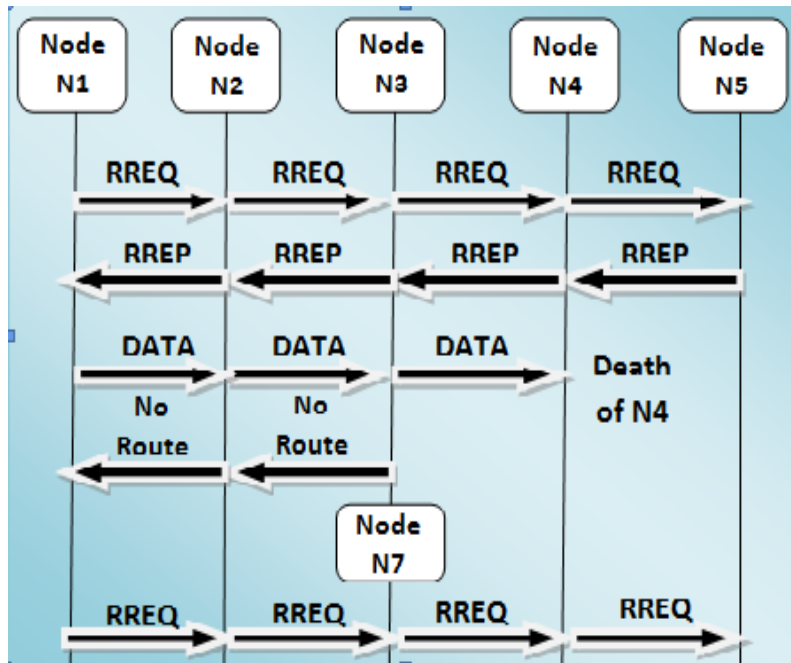 Node
N1
Node
N2
Node
N3
Node
N4
Node
N5
RREQ
RREQ
RREQ
RREQ
RREP
RREP
RREP
RREP
DATA
DATA
DATA
Death
of N4
No
Route
No
Route
Node
N7
RREQ
RREQ
RREQ
RREQ